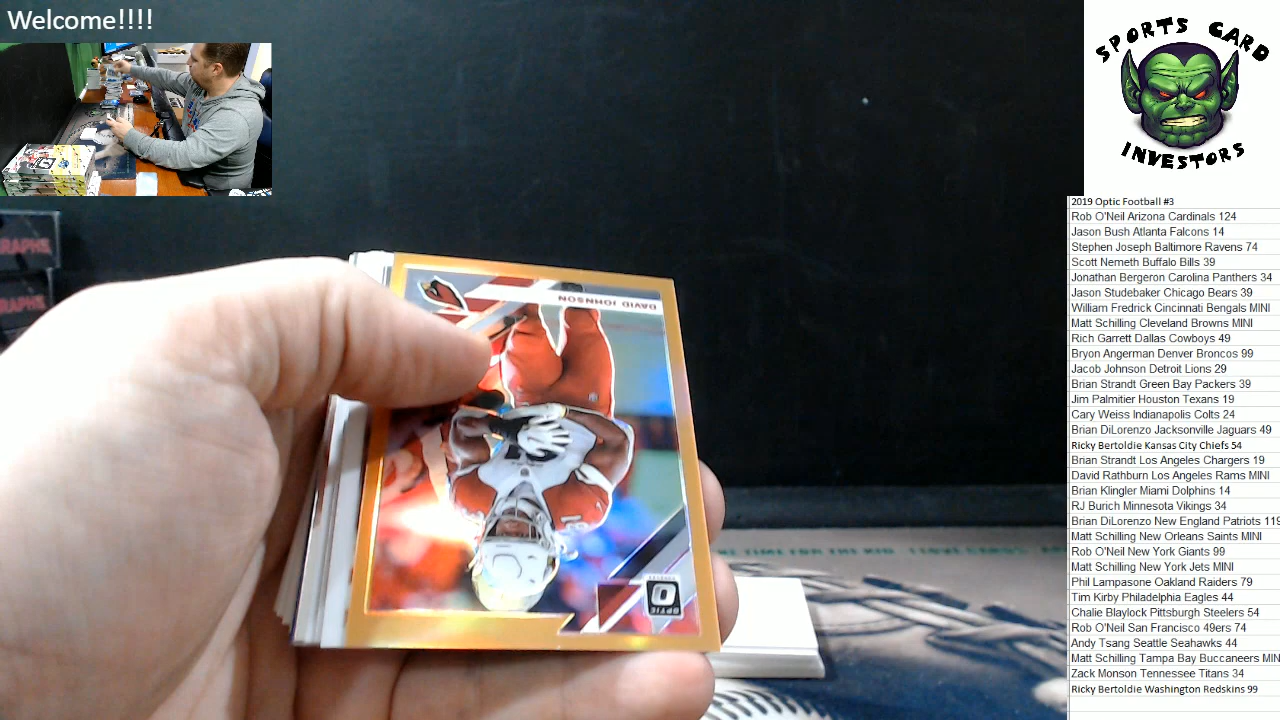 Welcome!!!!
SPORTS CARD
INVESTORS
2019 Optic Football #3
Rob O'Neil Arizona Cardinals 124
Jason Bush Atlanta Falcons 14
Stephen Joseph Baltimore Ravens 74
Scott Nemeth Buffalo Bills 39
Jonathan Bergeron Carolina Panthers 34
Jason Studebaker Chicago Bears 39
William Fredrick Cincinnati Bengals MINI
Matt Schilling Cleveland Browns MINI
Rich Garrett Dallas Cowboys 49
Bryon Angerman Denver Broncos 99
Jacob Johnson Detroit Lions 29
Brian Strandt Green Bay Packers 39
Jim Palmitier Houston Texans 19
Cary Weiss Indianapolis Colts 24
Brian DiLorenzo Jacksonville Jaguars 49
Ricky Bertoldie Kansas City Chiefs 54
Brian Strandt Los Angeles Chargers 19
David Rathburn Los Angeles Rams MINI
Brian Klingler Miami Dolphins 14
RJ Burich Minnesota Vikings 34
Brian DiLorenzo New England Patriots 11
Matt Schilling New Orleans Saints MINI
Rob O'Neil New York Giants 99
Matt Schilling New York Jets MINI
Phil Lampasone Oakland Raiders 79
Tim Kirby Philadelphia Eagles 44
Chalie Blaylock Pittsburgh Steelers 54
Rob O'Neil San Francisco 49ers 74
Andy Tsang Seattle Seahawks 44
Matt Schilling Tampa Bay Buccaneers MIN
Zack Monson Tennessee Titans 34
Ricky Bertoldie Washington Redskins 99
RAPHS
RAPHS
DAVID JOHNSON
OPTIC